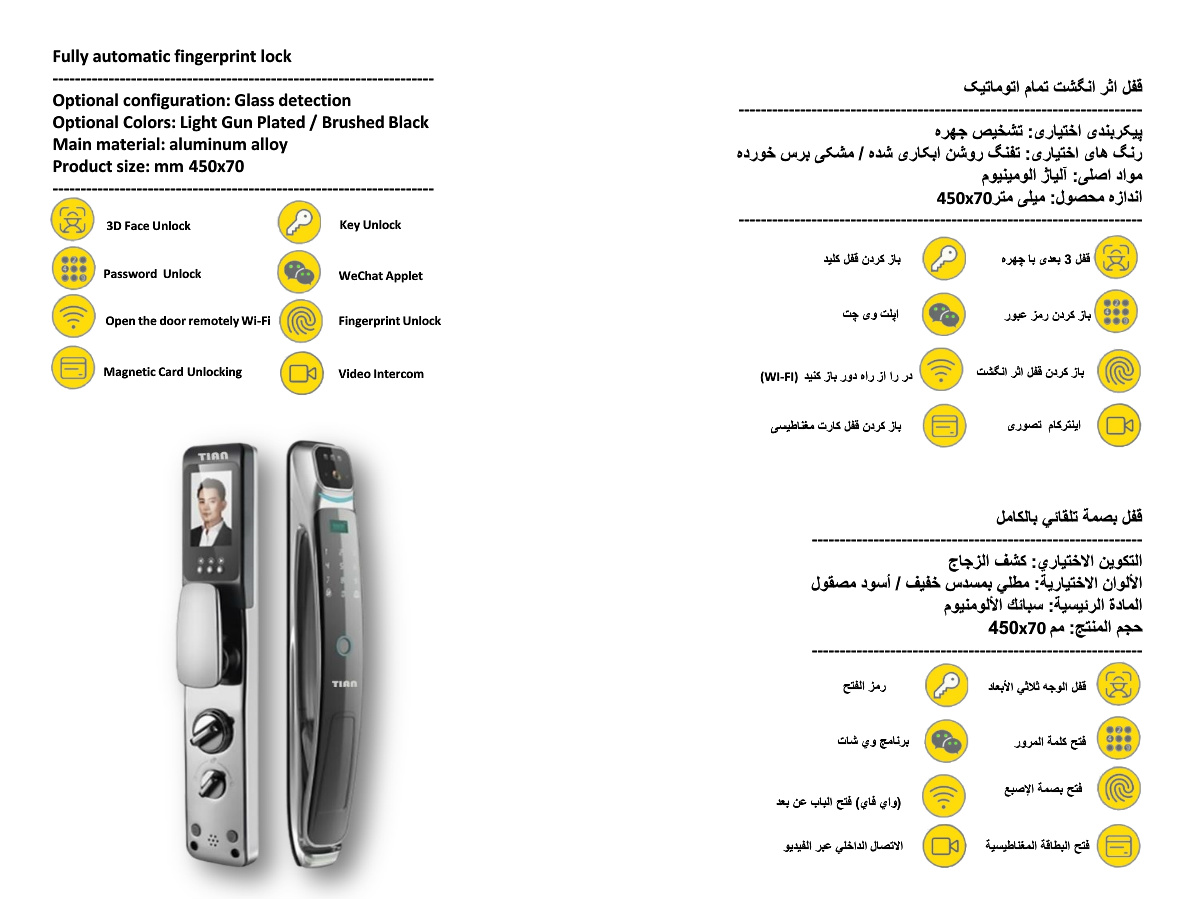 Fully automatic fingerprint lock
--------------------------------------------------------------------
Optional configuration: Glass detection
Optional Colors: Light Gun Plated / Brushed Black
Main material: aluminum alloy
Product size: mm 450x70
--------------------------------------------------------------------
3D Face Unlock
Key Unlock
Password Unlock
WeChat Applet
Open the door remotely Wi-Fi
Fingerprint Unlock
Magnetic Card Unlocking
Video Intercom
TIAN
TIAN
قفل اثر انگشت تمام اتوماتیک
------------------------------------------------------------------------
پیکربندی اختیاری: تشخیص چهره
رنگ های اختیاری: تفنگ روشن ابکاری شده / مشکی برس خورده
مواد اصلی: آلیاژ الومینیوم
اندازه محصول: میلی متر450x70
------------------------------------------------------------------------
قفل 3 بعدی با چهره
باز کردن قفل کلید
باز کردن رمز عبور
اپلت وی چت
باز کردن قفل اثر انگشت
در را از راه دور باز کنید (WI-FI)
اینترکام تصوری
باز کردن قفل کارت مغناطیسی
قفل بصمة تلقائي بالكامل
-----------------------------------------------------------
التكوين الاختياري: كشف الزجاج
الألوان الاختيارية: مطلي بمسدس خفيف / أسود مصقول
المادة الرئيسية: سبائك الألومنيوم
حجم المنتج: مم 450x70
-----------------------------------------------------------
قفل الوجه ثلاثي الأبعاد
رمز الفتح
فتح كلمة المرور
برنامج وي شات
فتح بصمة الإصبع
(واي فاي) فتح الباب عن بعد
فتح البطاقة المغناطيسية
الاتصال الداخلي عبر الفيديو